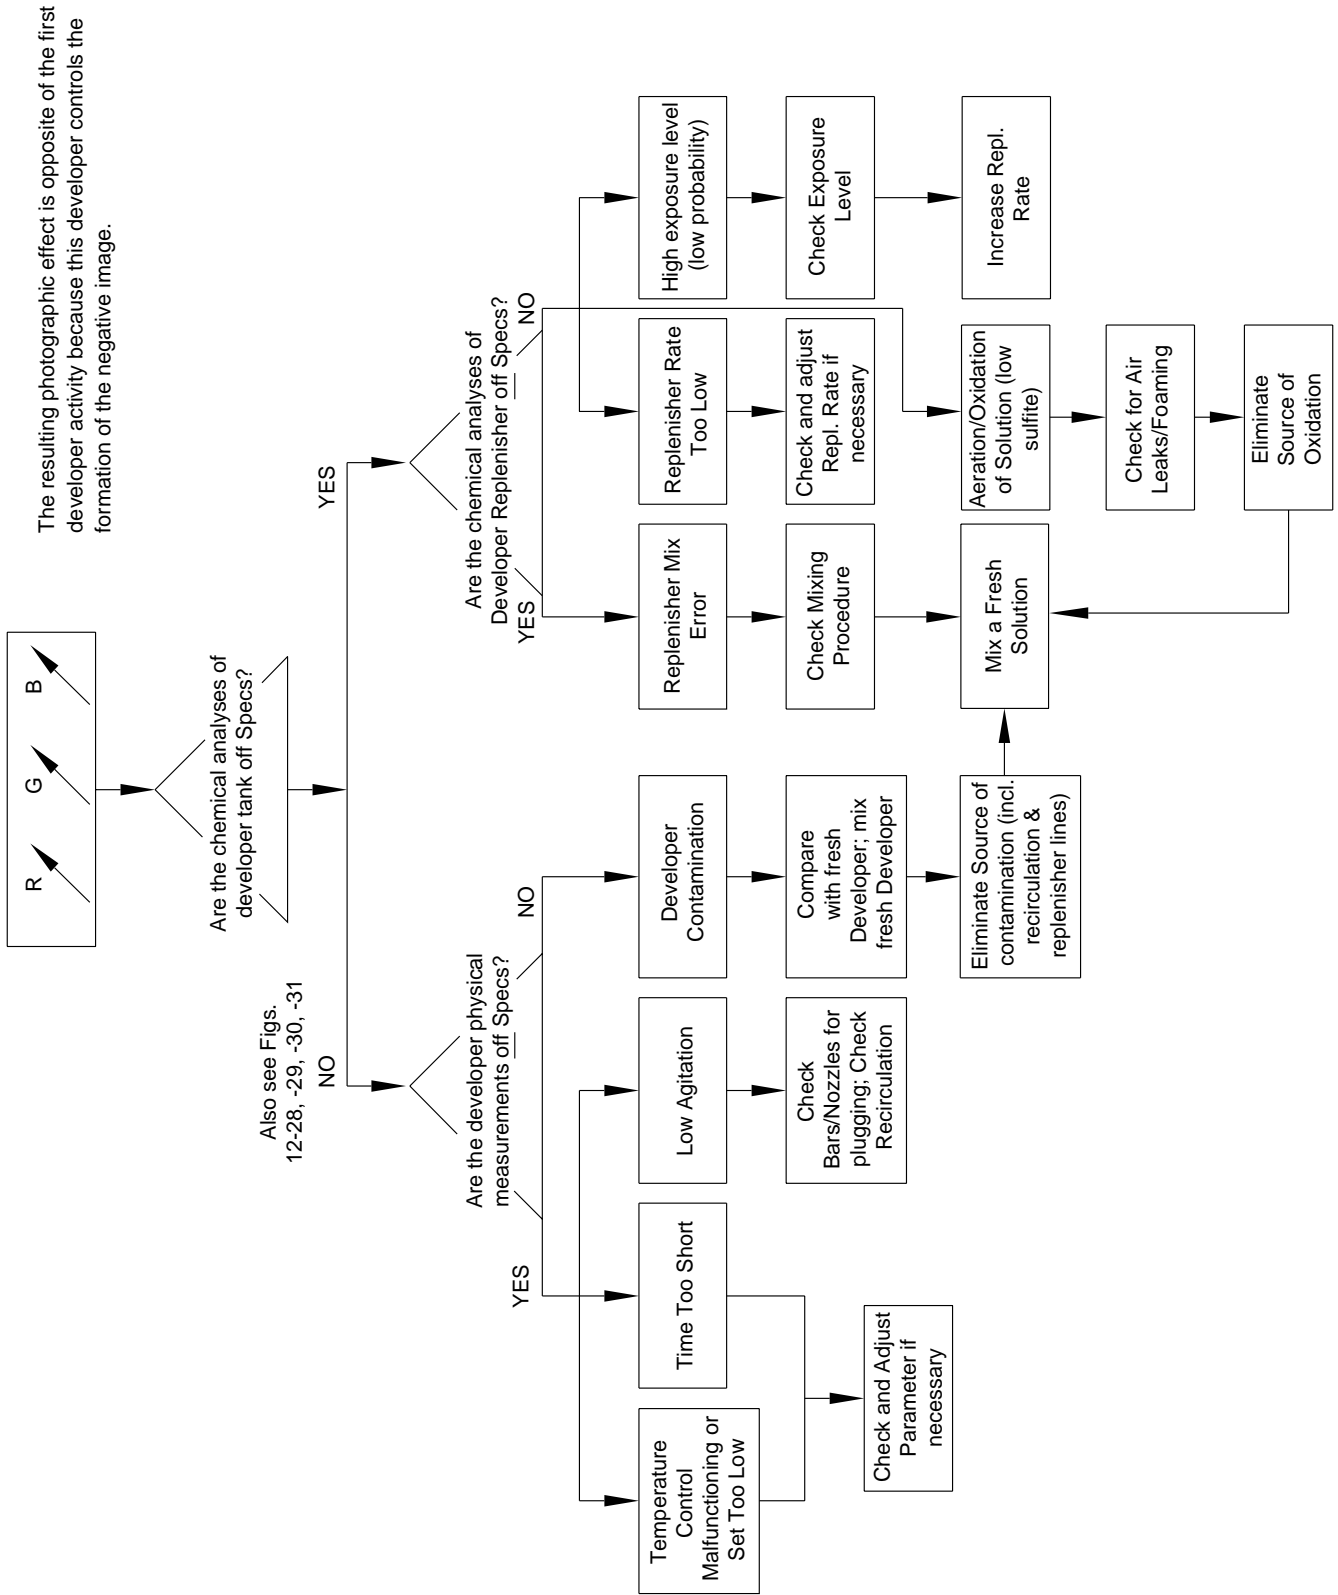 The resulting photographic effect is opposite of the first
developer activity because this developer controls the
formation of the negative image.
R G B
Are the chemical analyses of
developer tank off Specs?
Also see Figs.
12-28, -29, -30, -31
NO
YES
Are the developer physical
measurements off Specs?
YES
NO
Are the chemical analyses of
Developer Replenisher off Specs?
YES
NO
Temperature
Control
Malfunctioning or
Set Too Low
Time Too Short
Low Agitation
Developer
Contamination
Replenisher Mix
Error
Replenisher Rate
Too Low
High exposure level
(low probability)
Check
Bars/Nozzles for
plugging; Check
Recirculation
Compare
with fresh
Developer; mix
fresh Developer
Check Mixing
Procedure
Check and adjust
Repl. Rate if
necessary
Check Exposure
Level
Check and Adjust
Parameter if
necessary
Eliminate Source of
contamination (incl.
recirculation &
replenisher lines)
Mix a Fresh
Solution
Aeration/Oxidation
of Solution (low
sulfite)
Increase Repl.
Rate
Check for Air
Leaks/Foaming
Eliminate
Source of
Oxidation